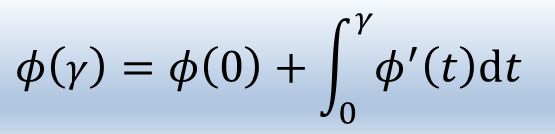 ϕ(γ) = ϕ(0) + ∫₀^γ ϕ′(t)dt